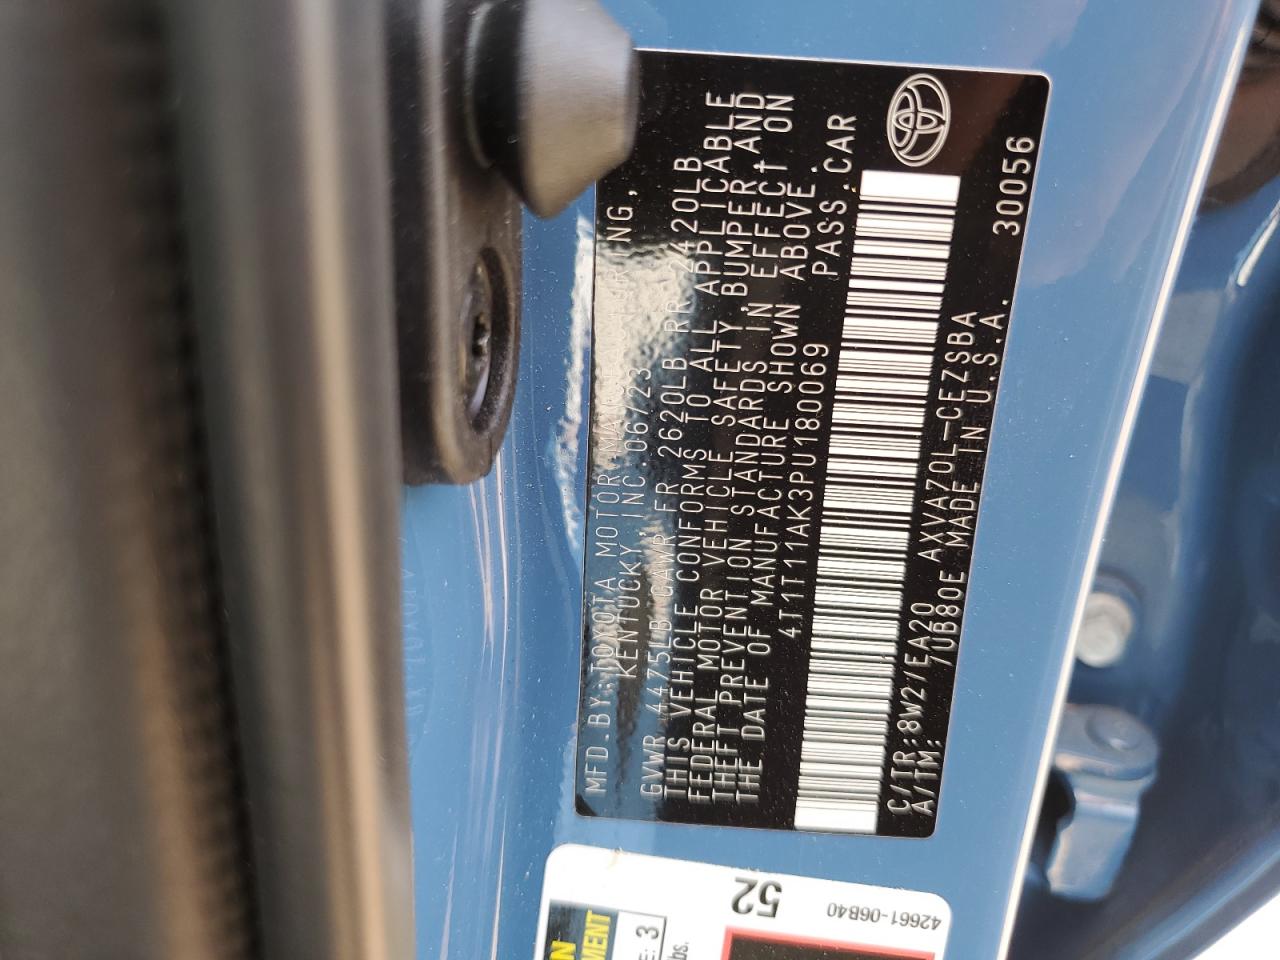 MFD.BY:TOYOTA MOTOR MANUFACTURING,
KENTUCKY, INC. 06/23
GVWR 4475LB GAWR FR 2620LB RR 2420LB
THIS VEHICLE CONFORMS TO ALL APPLICABLE
FEDERAL MOTOR VEHICLE SAFETY, BUMPER, AND
THEFT PREVENTION STANDARDS IN EFFECT ON
THE DATE OF MANUFACTURE SHOWN ABOVE.
4T1T11AK3PU180069 PASS.CAR
C/TR:8W2/EA20 AXVA70L-CEZSBA
A/TM: 7UB80E MADE IN U.S.A. 30056
52
42661-06B40
3